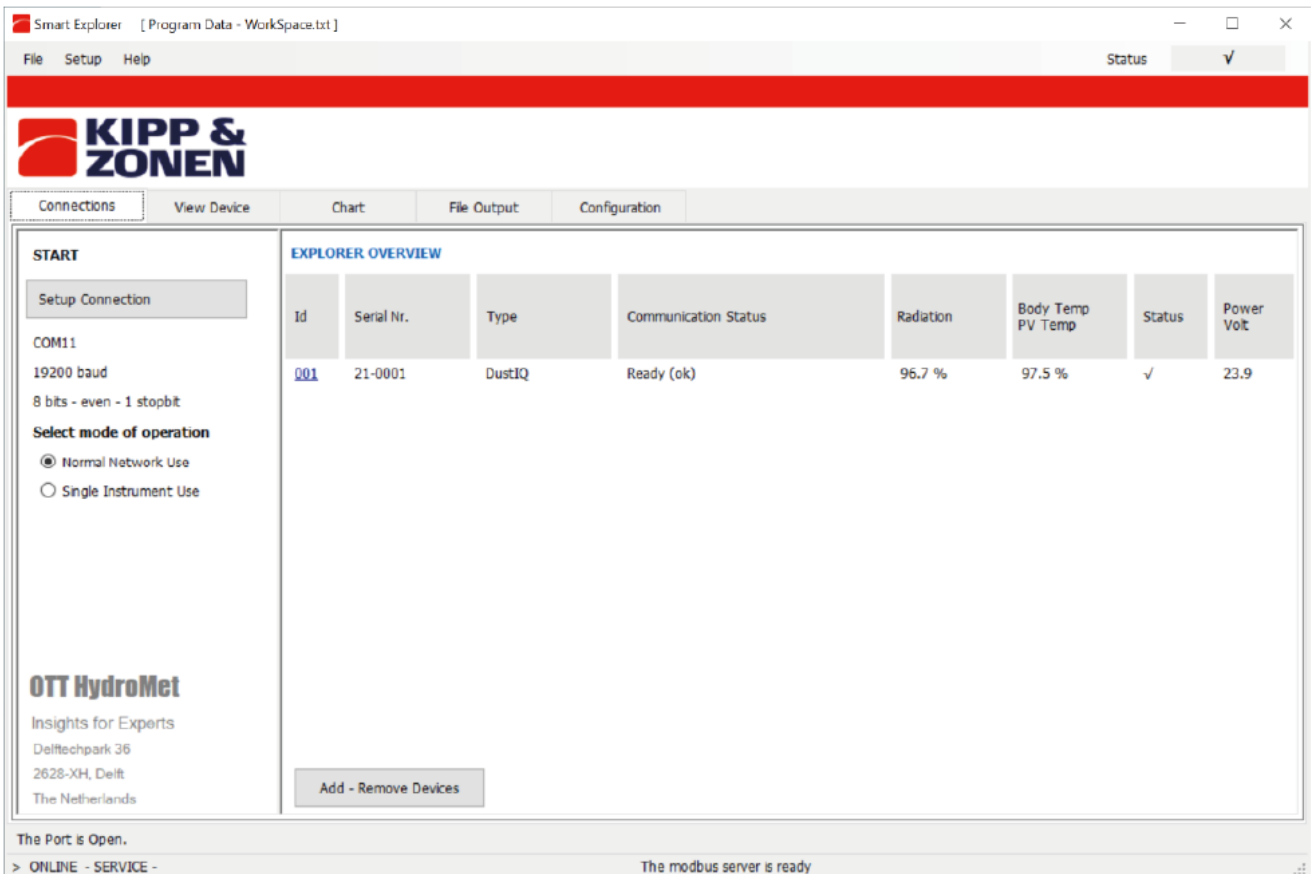 Smart Explorer [ Program Data - WorkSpace.txt ]
File Setup Help Status √
KIPP &
ZONEN
Connections View Device Chart File Output Configuration
START
Setup Connection
COM11
19200 baud
8 bits - even - 1 stopbit
Select mode of operation
Normal Network Use
Single Instrument Use
OTT HydroMet
Insights for Experts
Delftechpark 36
2628-XH, Delft
The Netherlands
EXPLORER OVERVIEW
Id Serial Nr. Type Communication Status Radiation Body Temp PV Temp Status Power Volt
001 21-0001 DustIQ Ready (ok) 96.7 % 97.5 % √ 23.9
Add - Remove Devices
The Port is Open.
> ONLINE - SERVICE - The modbus server is ready